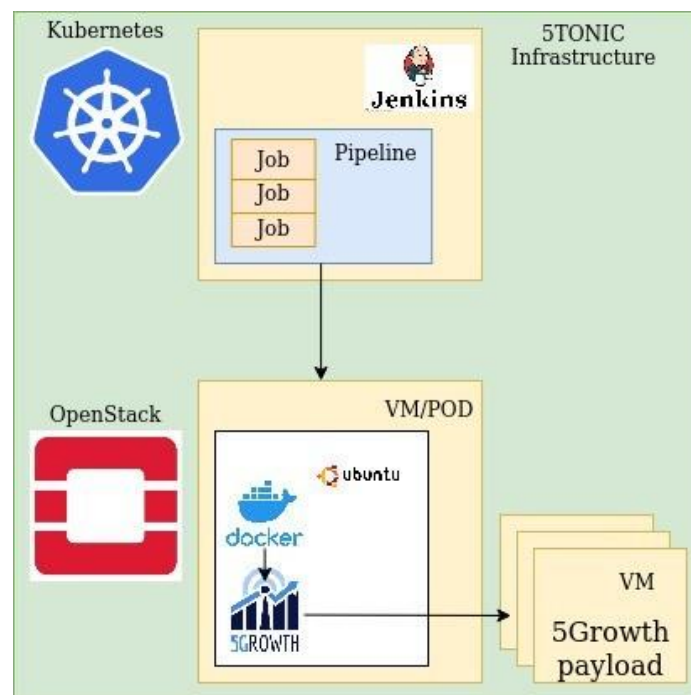 Kubernetes
5TONIC
Infrastructure
Jenkins
Pipeline
Job
Job
Job
OpenStack
VM/POD
ubuntu
docker
5GROWTH
VM
5Growth
payload